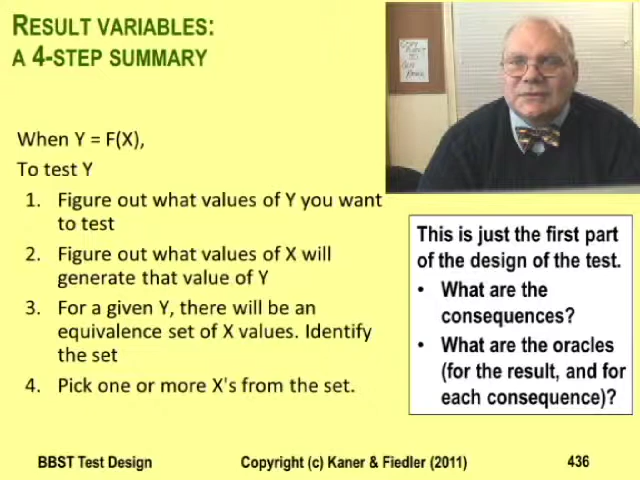 RESULT VARIABLES:
A 4-STEP SUMMARY
When Y = F(X),
To test Y
1. Figure out what values of Y you want
to test
2. Figure out what values of X will
generate that value of Y
3. For a given Y, there will be an
equivalence set of X values. Identify
the set
4. Pick one or more X's from the set.
This is just the first part
of the design of the test.
• What are the
consequences?
• What are the oracles
(for the result, and for
each consequence)?
BBST Test Design
Copyright (c) Kaner & Fiedler (2011)
436